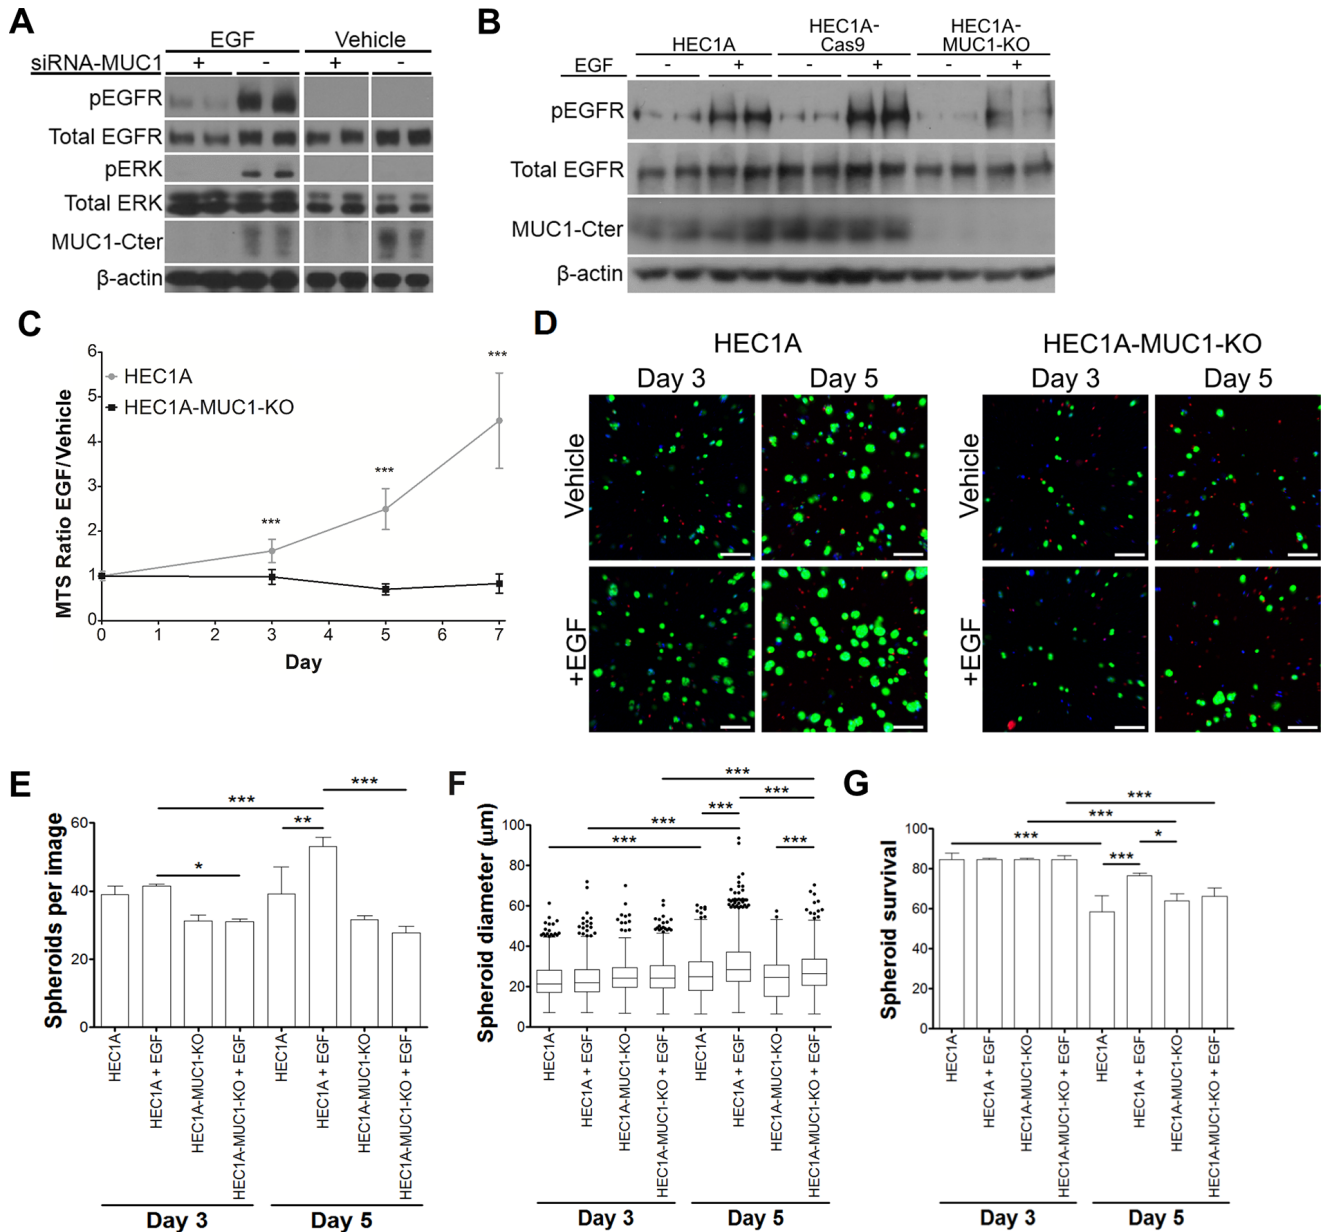 A
EGF Vehicle
siRNA-MUC1 + - + -
pEGFR
Total EGFR
pERK
Total ERK
MUC1-Cter
β-actin
B
HEC1A HEC1A-Cas9 HEC1A-MUC1-KO
EGF - + - + - +
pEGFR
Total EGFR
MUC1-Cter
β-actin
C
MTS Ratio EGF/Vehicle
6
5
4
3
2
1
0
HEC1A
HEC1A-MUC1-KO
***
***
***
0 1 2 3 4 5 6 7
Day
D
HEC1A HEC1A-MUC1-KO
Day 3 Day 5 Day 3 Day 5
Vehicle Vehicle
+EGF +EGF
E
Spheroids per image
60
40
20
0
***
***
**
*
HEC1A
HEC1A + EGF
HEC1A-MUC1-KO
HEC1A-MUC1-KO + EGF
HEC1A
HEC1A + EGF
HEC1A-MUC1-KO
HEC1A-MUC1-KO + EGF
Day 3 Day 5
F
Spheroid diameter (µm)
100
80
60
40
20
0
***
***
***
***
***
***
HEC1A
HEC1A + EGF
HEC1A-MUC1-KO
HEC1A-MUC1-KO + EGF
HEC1A
HEC1A + EGF
HEC1A-MUC1-KO
HEC1A-MUC1-KO + EGF
Day 3 Day 5
G
Spheroid survival
100
80
60
40
20
0
***
***
***
*
***
HEC1A
HEC1A + EGF
HEC1A-MUC1-KO
HEC1A-MUC1-KO + EGF
HEC1A
HEC1A + EGF
HEC1A-MUC1-KO
HEC1A-MUC1-KO + EGF
Day 3 Day 5